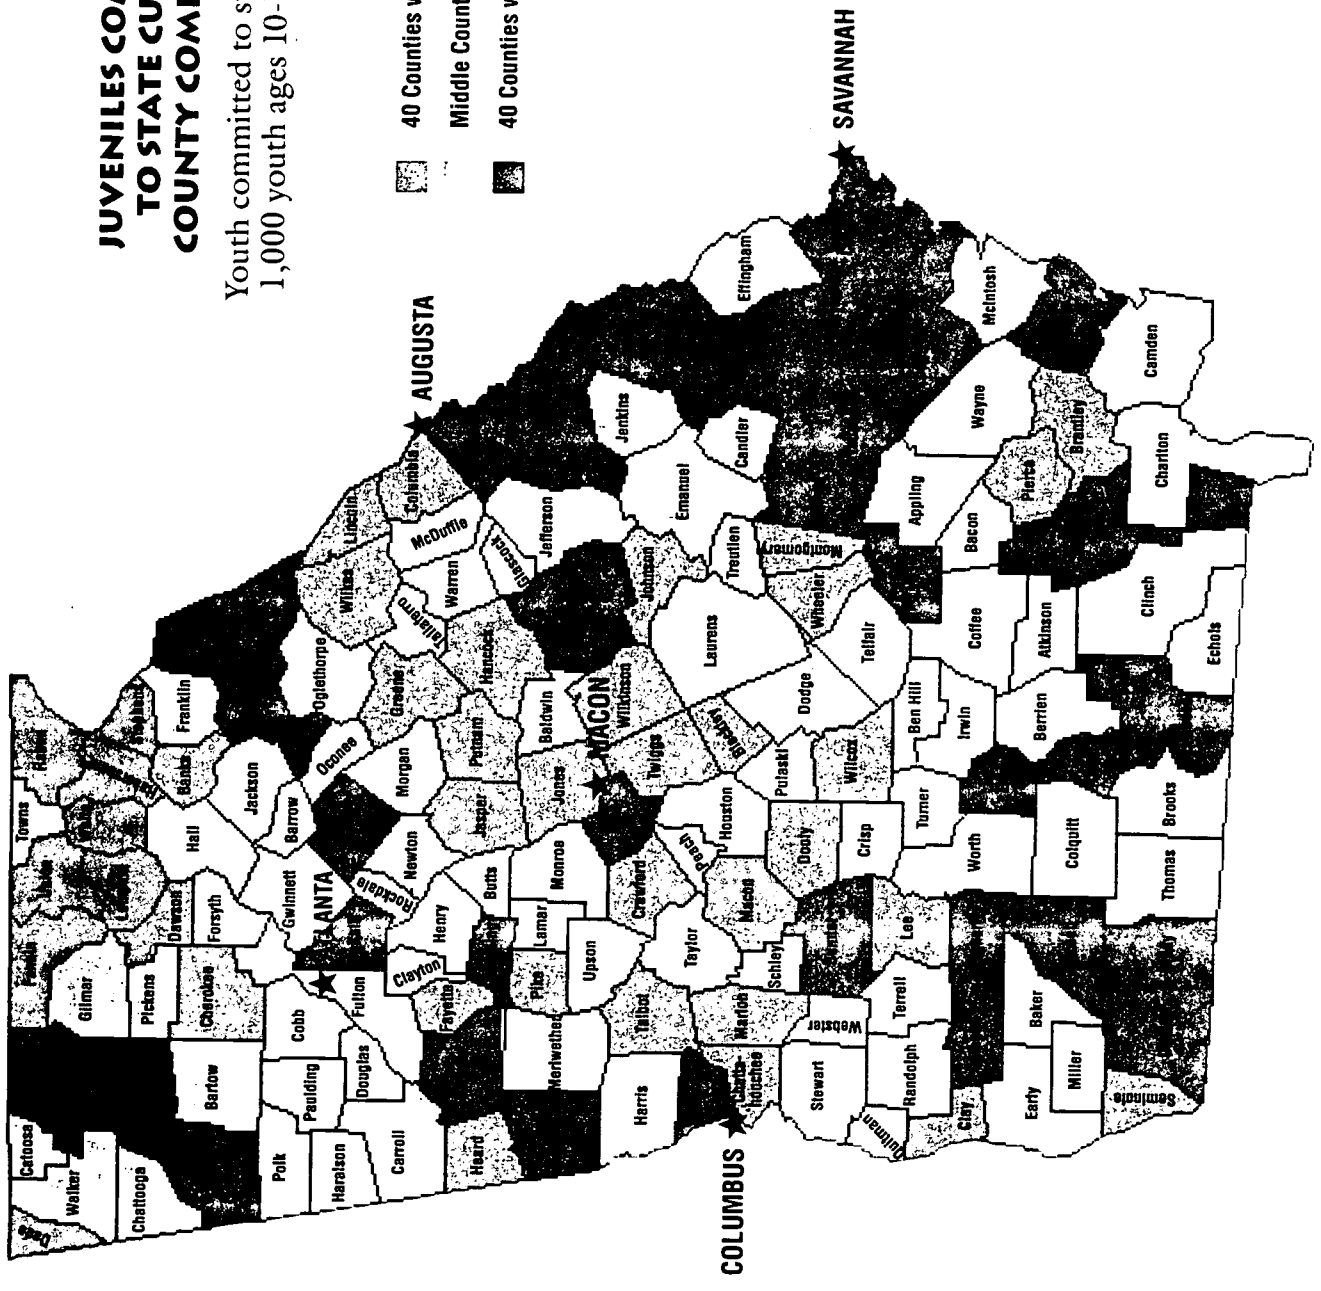 JUVENILES CO
TO STATE CU
COUNTY COM
Youth committed to s
1,000 youth ages 10-
40 Counties w
Middle Count
40 Counties w
AUGUSTA
SAVANNAH
MACON
COLUMBUS
Dade
Walker
Catoosa
Chattooga
Gilmer
Pickens
Cherokee
Bartow
Polk
Haralson
Paulding
Cobb
Douglas
Fulton
Carroll
Heard
Fayette
Clayton
Henry
Rockdale
Newton
Gwinnett
Forsyth
Dawson
Hall
Towns
Banks
Franklin
Jackson
Barrow
Oconee
Oglethorpe
Morgan
Greene
Wilkes
Lincoln
Columbia
McDuffie
Warren
Taliaferro
Glascock
Jefferson
Hancock
Putnam
Jasper
Butts
Lamar
Pike
Monroe
Jones
Baldwin
Wilkinson
Twiggs
Johnson
Jenkins
Emanuel
Candler
Effingham
Treutlen
Montgomery
Wheeler
Laurens
Bleckley
Dodge
Telfair
Pulaski
Wilcox
Houston
Peach
Crawford
Upson
Meriwether
Harris
Talbot
Taylor
Macon
Marion
Schley
Chatta-
hoochee
Webster
Stewart
Dooly
Crisp
Lee
Terrell
Randolph
Quitman
Clay
Early
Miller
Baker
Seminole
Turner
Worth
Colquitt
Thomas
Brooks
Ben Hill
Irwin
Berrien
Coffee
Atkinson
Clinch
Echols
Appling
Bacon
Pierce
Wayne
Brantley
McIntosh
Camden
Charlton